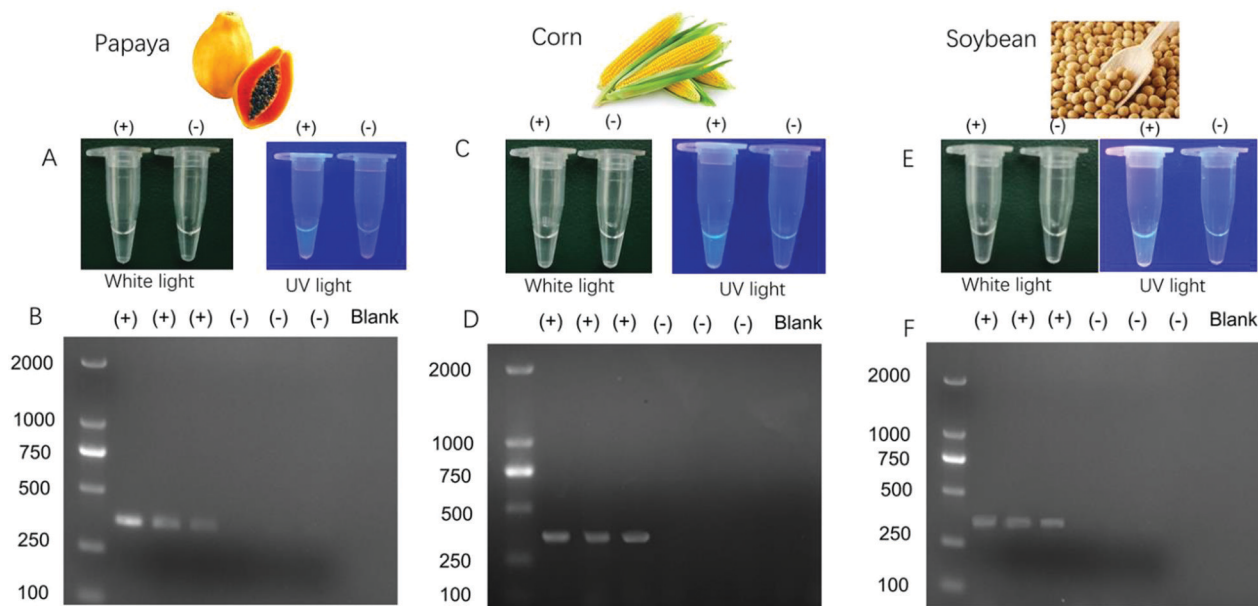 Papaya
Corn
Soybean
(+) (-) (+) (-)
(+) (-) (+) (-)
(+) (-) (+) (-)
A
C
E
White light UV light
White light UV light
White light UV light
B
(+) (+) (+) (-) (-) (-) Blank
2000
1000
750
500
250
100
D
(+) (+) (+) (-) (-) (-) Blank
2000
1000
750
500
250
100
F
(+) (+) (+) (-) (-) (-) Blank
2000
1000
750
500
250
100